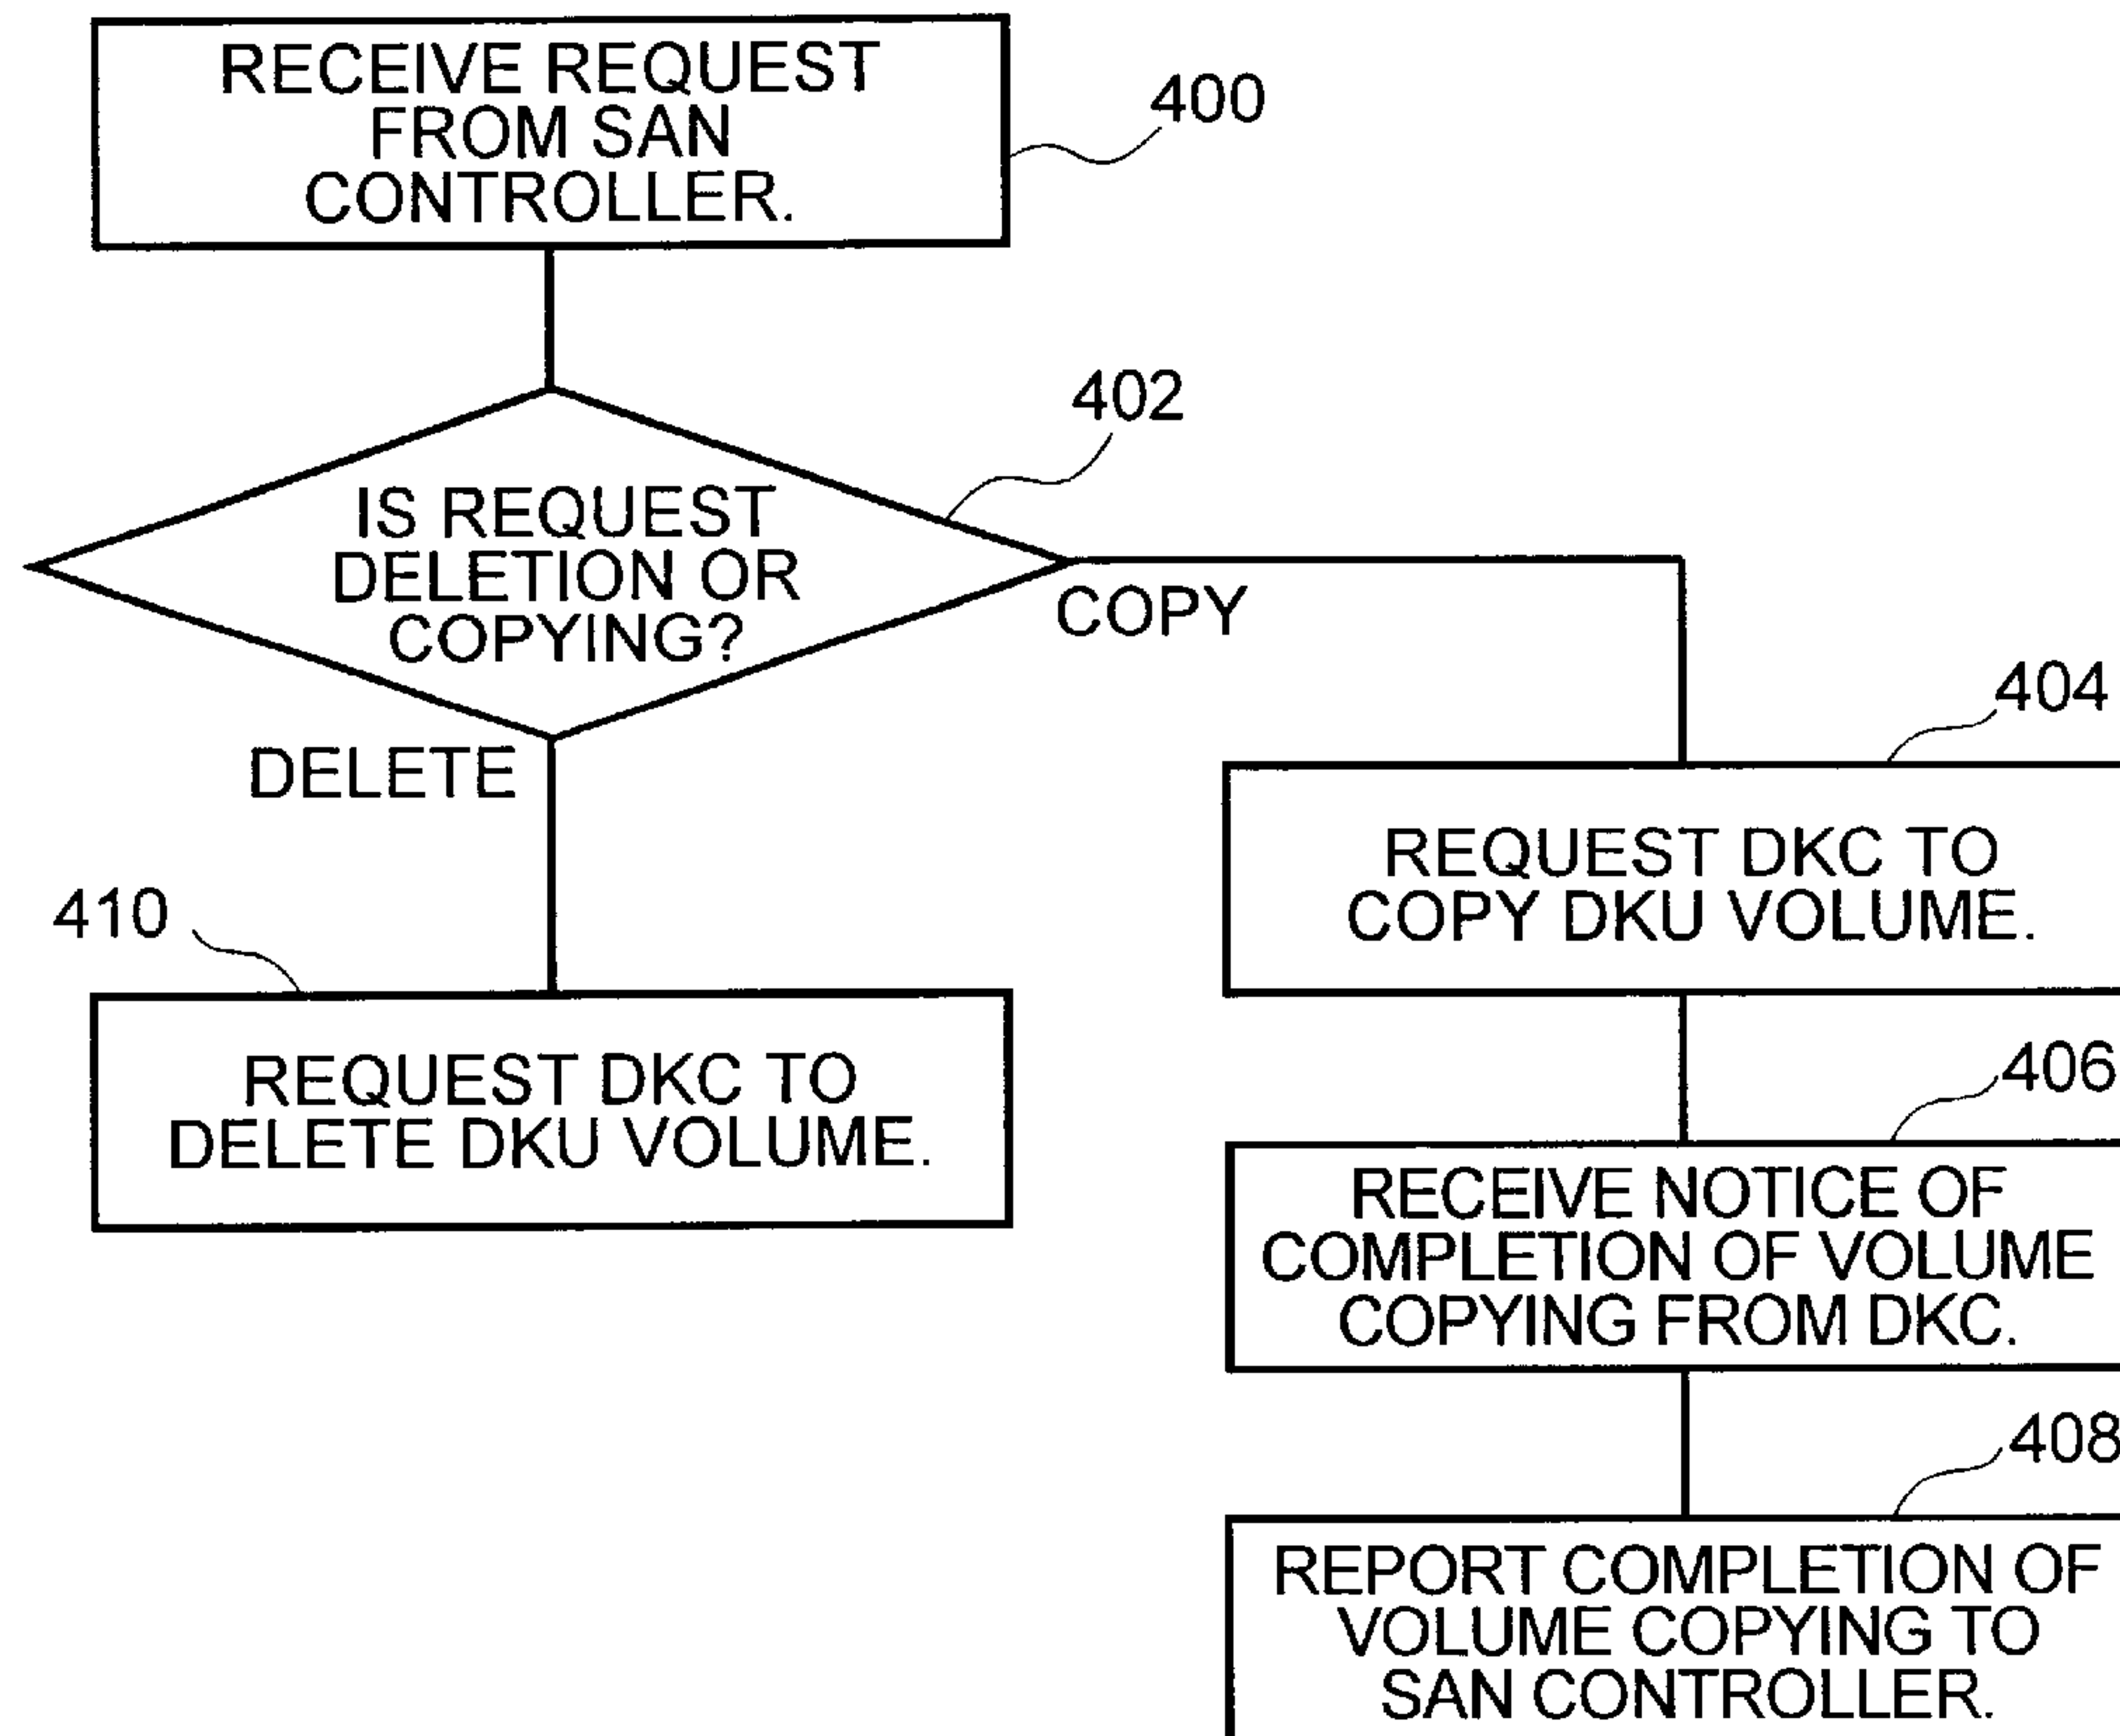 RECEIVE REQUEST
FROM SAN
CONTROLLER.
400
402
IS REQUEST
DELETION OR
COPYING?
COPY
DELETE
404
REQUEST DKC TO
COPY DKU VOLUME.
410
REQUEST DKC TO
DELETE DKU VOLUME.
406
RECEIVE NOTICE OF
COMPLETION OF VOLUME
COPYING FROM DKC.
408
REPORT COMPLETION OF
VOLUME COPYING TO
SAN CONTROLLER.